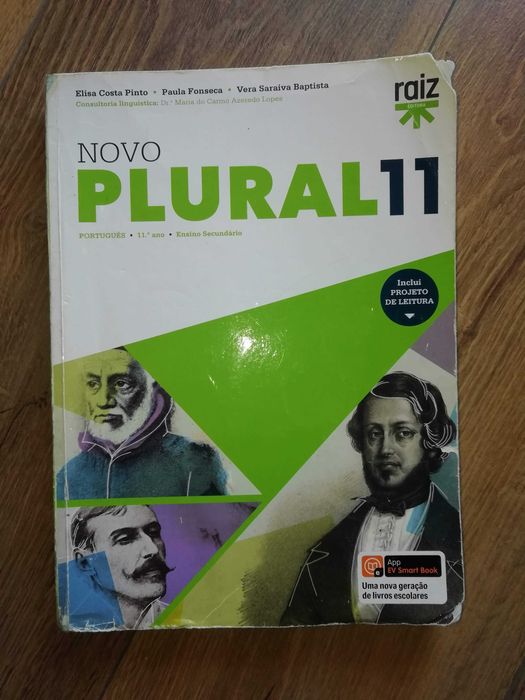 Elisa Costa Pinto • Paula Fonseca • Vera Saraiva Baptista
Consultoria linguística: Dr.ª Maria do Carmo Azeredo Lopes
raiz
EDITORA
NOVO
PLURAL11
PORTUGUÊS • 11.º ano • Ensino Secundário
Inclui
PROJETO
DE LEITURA
App
EV Smart Book
Uma nova geração
de livros escolares